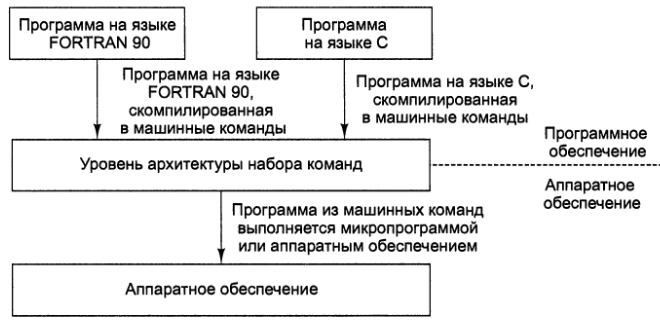 Программа на языке
FORTRAN 90
Программа
на языке С
Программа на языке
FORTRAN 90,
скомпилированная
в машинные команды
Программа на языке С,
скомпилированная
в машинные команды
Уровень архитектуры набора команд
Программное
обеспечение
Аппаратное
обеспечение
Программа из машинных команд
выполняется микропрограммой
или аппаратным обеспечением
Аппаратное обеспечение